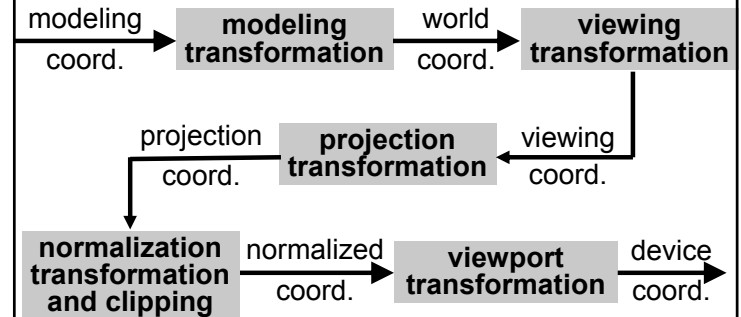 modeling
coord.
modeling
transformation
world
coord.
viewing
transformation
viewing
coord.
projection
transformation
projection
coord.
normalization
transformation
and clipping
normalized
coord.
viewport
transformation
device
coord.